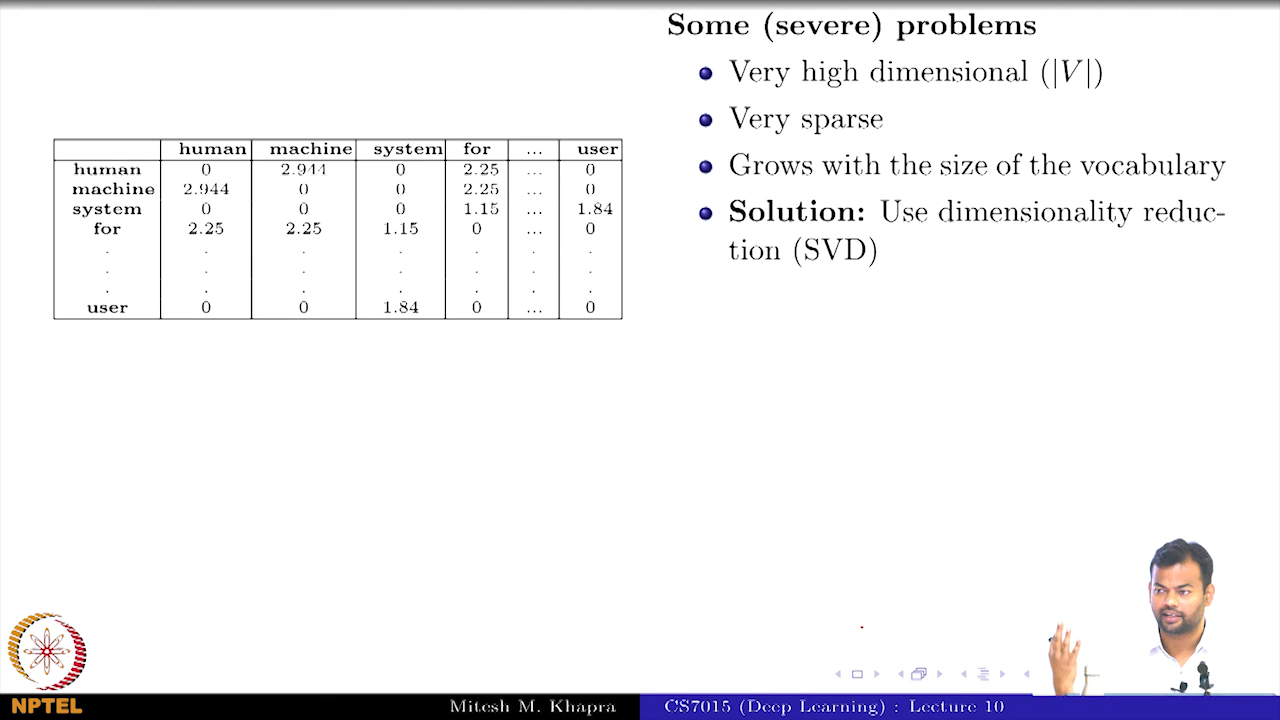 Some (severe) problems
Very high dimensional (|V|)
Very sparse
Grows with the size of the vocabulary
Solution: Use dimensionality reduc-
tion (SVD)
human machine system for ... user
human 0 2.944 0 2.25 ... 0
machine 2.944 0 0 2.25 ... 0
system 0 0 0 1.15 ... 1.84
for 2.25 2.25 1.15 0 ... 0
. . . . . . .
. . . . . . .
. . . . . . .
user 0 0 1.84 0 ... 0
NPTEL
Mitesh M. Khapra CS7015 (Deep Learning) : Lecture 10